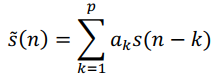 s̃(n) = ∑_{k=1}^{p} a_k s(n − k)